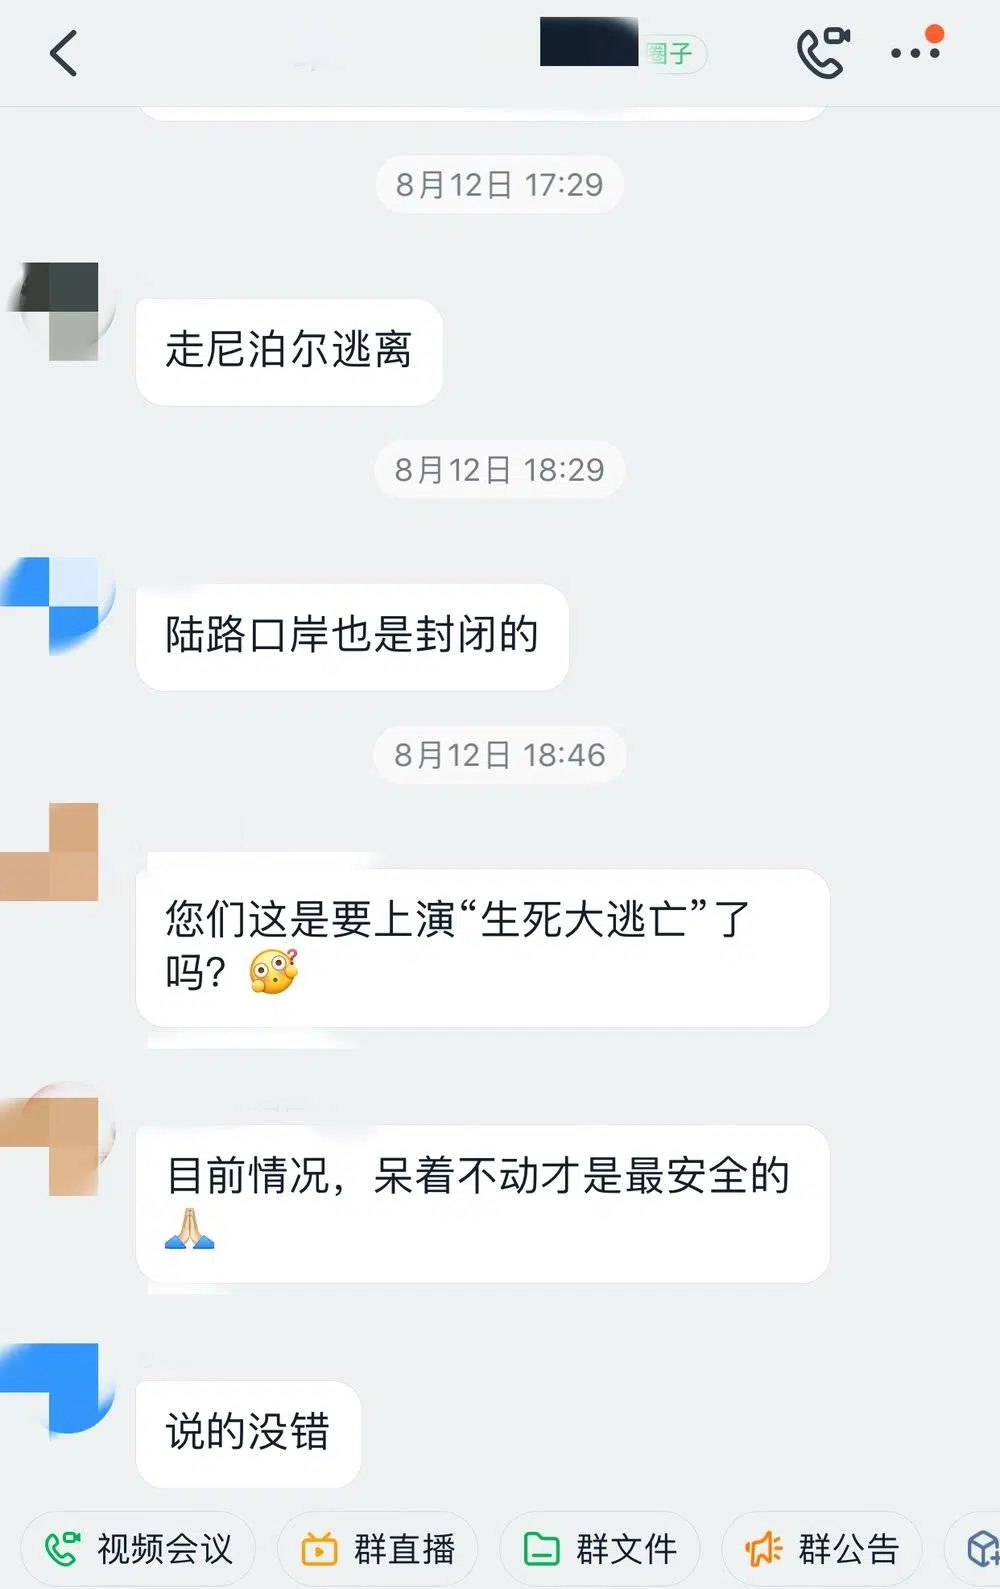 圈子
8月12日 17:29
走尼泊尔逃离
8月12日 18:29
陆路口岸也是封闭的
8月12日 18:46
您们这是要上演“生死大逃亡”了
吗?
目前情况，呆着不动才是最安全的
说的没错
视频会议
群直播
群文件
群公告